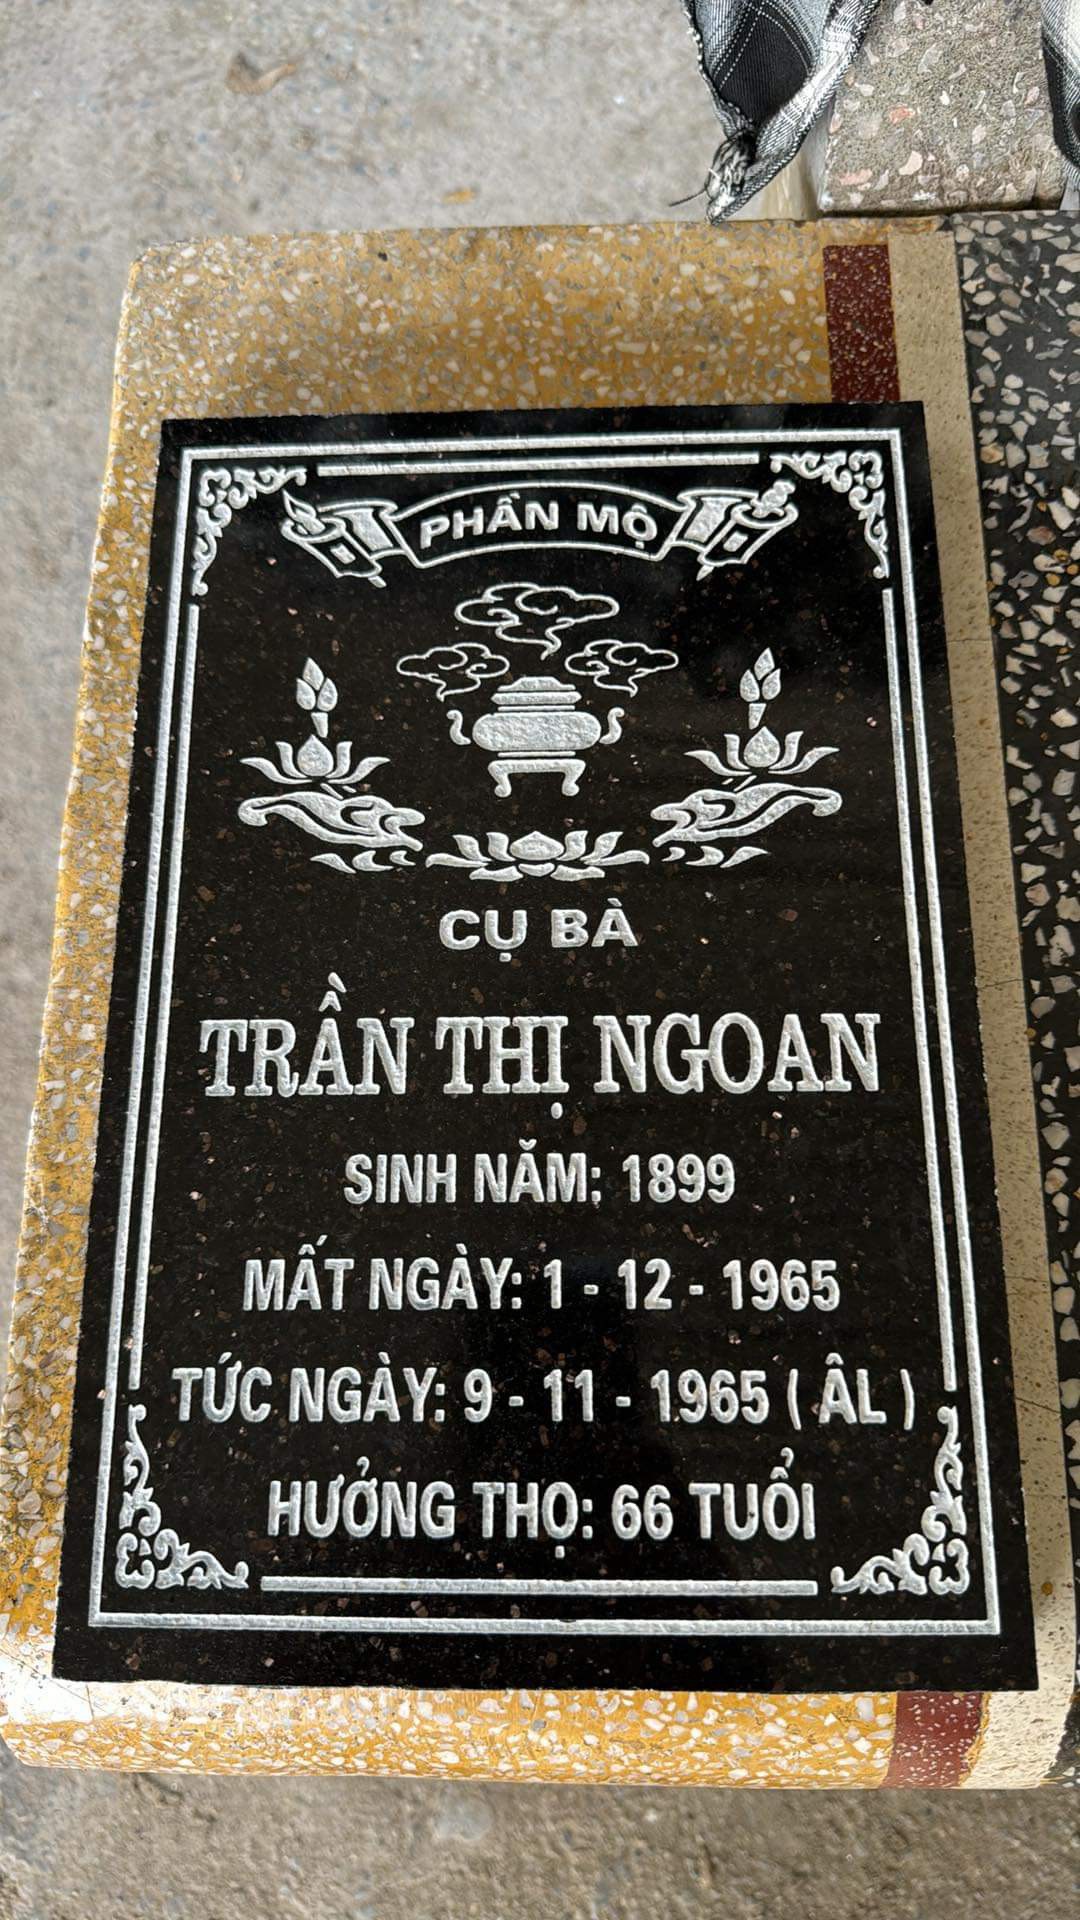 PHẦN MỘ
CỤ BÀ
TRẦN THỊ NGOAN
SINH NĂM: 1899
MẤT NGÀY: 1 - 12 - 1965
TỨC NGÀY: 9 - 11 - 1965 ( ÂL )
HƯỞNG THỌ: 66 TUỔI